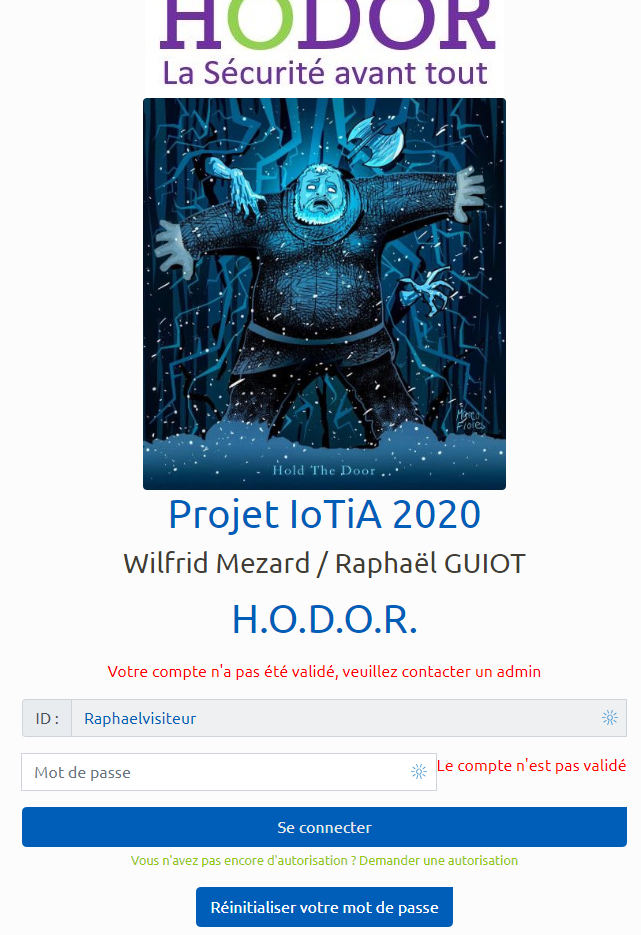 HODOR
La Sécurité avant tout
Hold The Door
Projet IoTiA 2020
Wilfrid Mezard / Raphaël GUIOT
H.O.D.O.R.
Votre compte n'a pas été validé, veuillez contacter un admin
ID : Raphaelvisiteur
Mot de passe Le compte n'est pas validé
Se connecter
Vous n'avez pas encore d'autorisation ? Demander une autorisation
Réinitialiser votre mot de passe